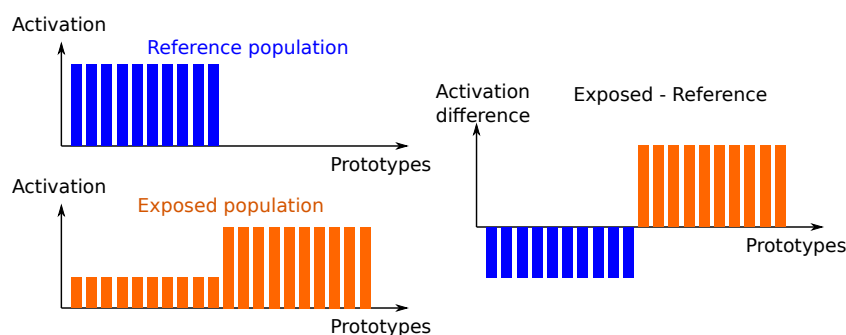 Activation
Reference population
Prototypes
Activation
Exposed population
Prototypes
Activation
difference
Exposed - Reference
Prototypes